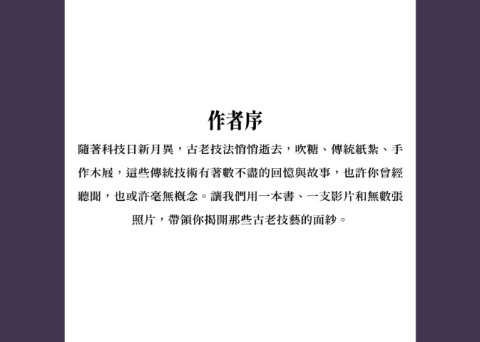 作者序
隨著科技日新月異，古老技法悄悄逝去，吹糖、傳統紙紮、手
作木屐，這些傳統技術有著數不盡的回憶與故事，也許你曾經
聽聞，也或許毫無概念。讓我們用一本書、一支影片和無數張
照片，帶領你揭開那些古老技藝的面紗。